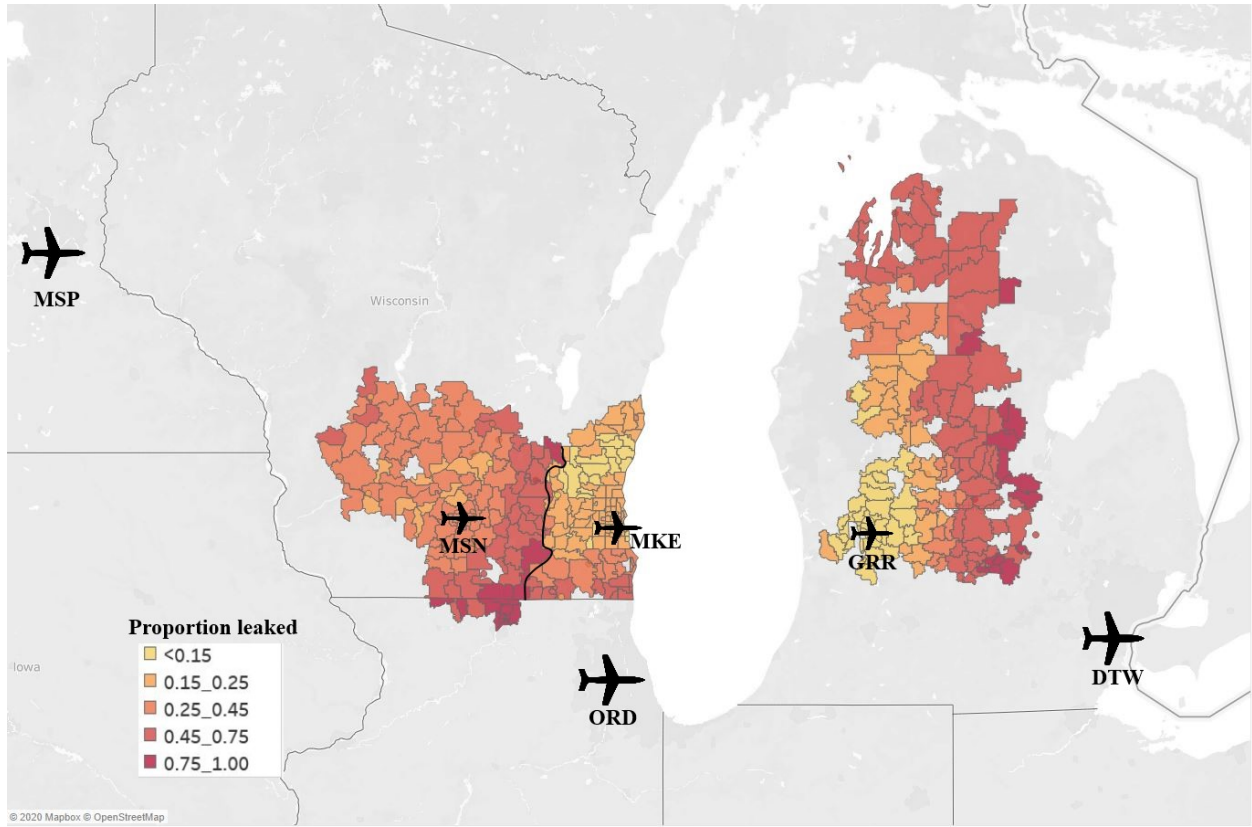 MSP
Wisconsin
MSN
MKE
GRR
Proportion leaked
<0.15
0.15_0.25
0.25_0.45
0.45_0.75
0.75_1.00
Iowa
ORD
DTW
© 2020 Mapbox © OpenStreetMap